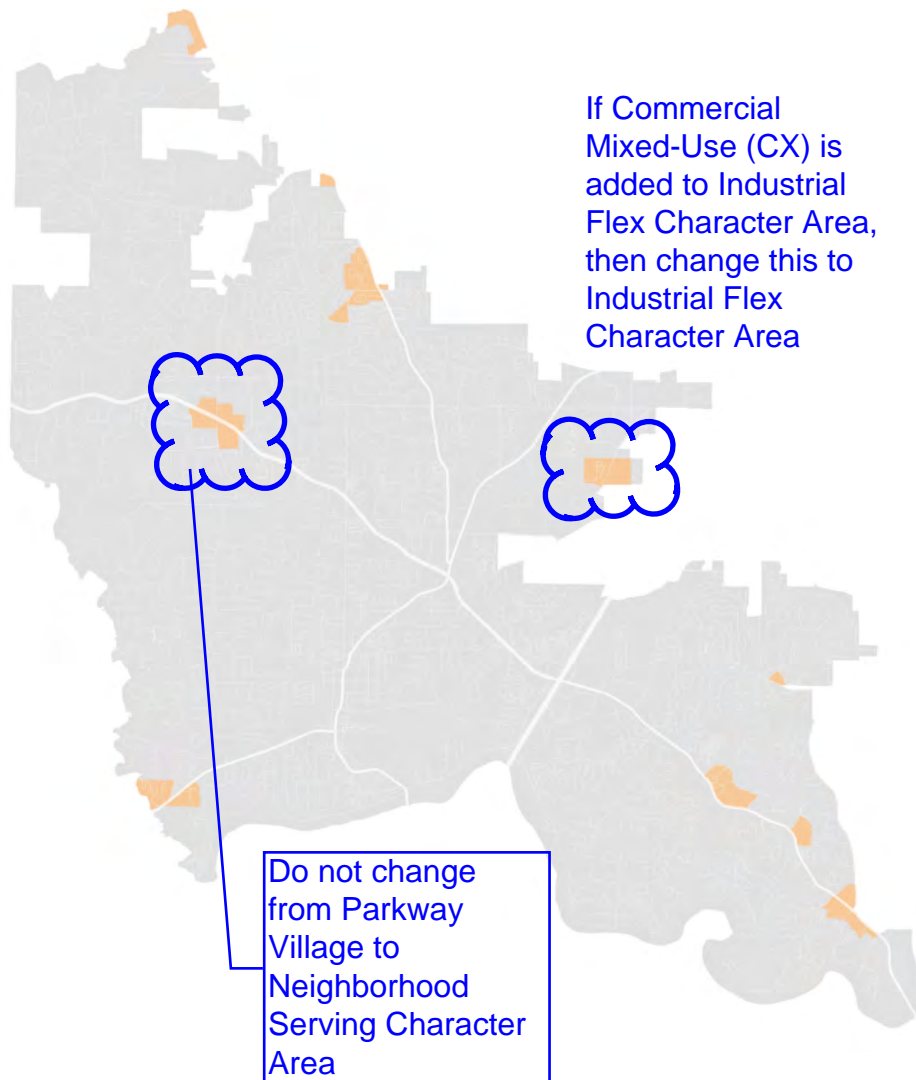 If Commercial
Mixed-Use (CX) is
added to Industrial
Flex Character Area,
then change this to
Industrial Flex
Character Area
Do not change
from Parkway
Village to
Neighborhood
Serving Character
Area